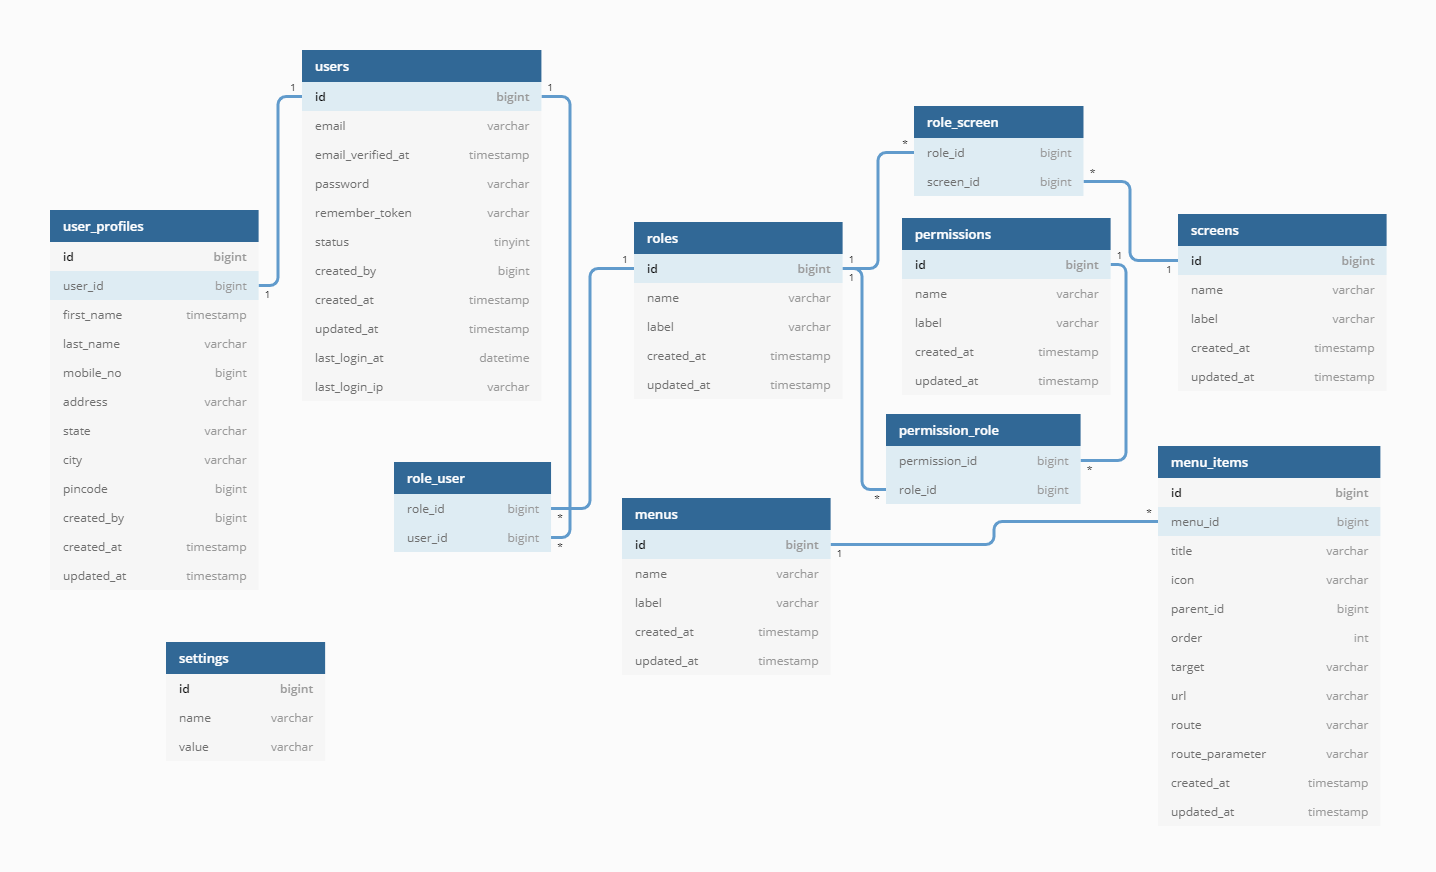 users
id bigint
email varchar
email_verified_at timestamp
password varchar
remember_token varchar
status tinyint
created_by bigint
created_at timestamp
updated_at timestamp
last_login_at datetime
last_login_ip varchar
1
1
user_profiles
id bigint
user_id bigint
first_name timestamp
last_name varchar
mobile_no bigint
address varchar
state varchar
city varchar
pincode bigint
created_by bigint
created_at timestamp
updated_at timestamp
1
role_user
role_id bigint
user_id bigint
*
*
settings
id bigint
name varchar
value varchar
roles
id bigint
name varchar
label varchar
created_at timestamp
updated_at timestamp
1
1
1
menus
id bigint
name varchar
label varchar
created_at timestamp
updated_at timestamp
1
role_screen
role_id bigint
screen_id bigint
*
*
permissions
id bigint
name varchar
label varchar
created_at timestamp
updated_at timestamp
1
permission_role
permission_id bigint
role_id bigint
*
*
screens
id bigint
name varchar
label varchar
created_at timestamp
updated_at timestamp
1
menu_items
id bigint
menu_id bigint
title varchar
icon varchar
parent_id bigint
order int
target varchar
url varchar
route varchar
route_parameter varchar
created_at timestamp
updated_at timestamp
*